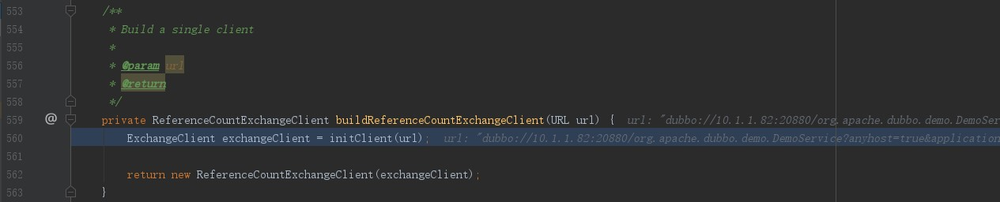 553 /**
554 * Build a single client
555 *
556 * @param url
557 * @return
558 */
559 @ private ReferenceCountExchangeClient buildReferenceCountExchangeClient(URL url) { url: "dubbo://10.1.1.82:20880/org.apache.dubbo.demo.DemoSer
560 ExchangeClient exchangeClient = initClient(url); url: "dubbo://10.1.1.82:20880/org.apache.dubbo.demo.DemoService?anyhost=true&application
561
562 return new ReferenceCountExchangeClient(exchangeClient);
563 }